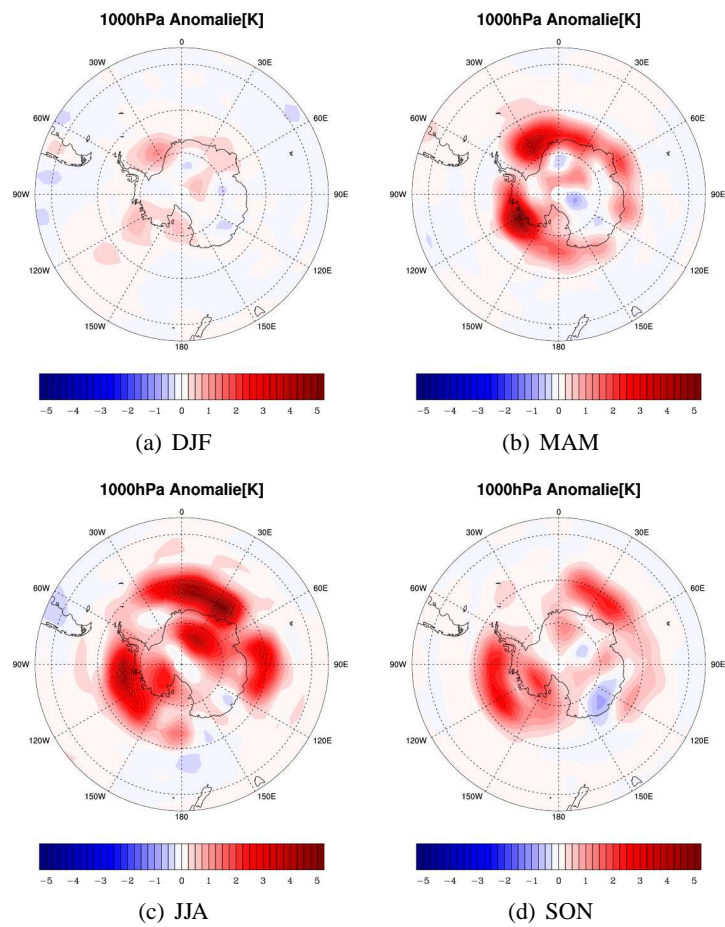 1000hPa Anomalie[K] 1000hPa Anomalie[K]
0 0
30W 30E 30W 30E
60W 60E 60W 60E
90W 90E 90W 90E
120W 120E 120W 120E
150W 150E 150W 150E
180 180
−5 −4 −3 −2 −1 0 1 2 3 4 5 −5 −4 −3 −2 −1 0 1 2 3 4 5
(a) DJF (b) MAM
1000hPa Anomalie[K] 1000hPa Anomalie[K]
0 0
30W 30E 30W 30E
60W 60E 60W 60E
90W 90E 90W 90E
120W 120E 120W 120E
150W 150E 150W 150E
180 180
−5 −4 −3 −2 −1 0 1 2 3 4 5 −5 −4 −3 −2 −1 0 1 2 3 4 5
(c) JJA (d) SON